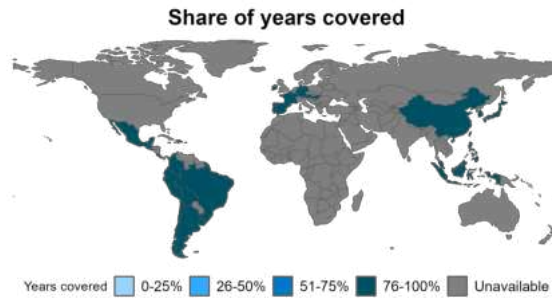 Share of years covered
Years covered 0-25% 26-50% 51-75% 76-100% Unavailable